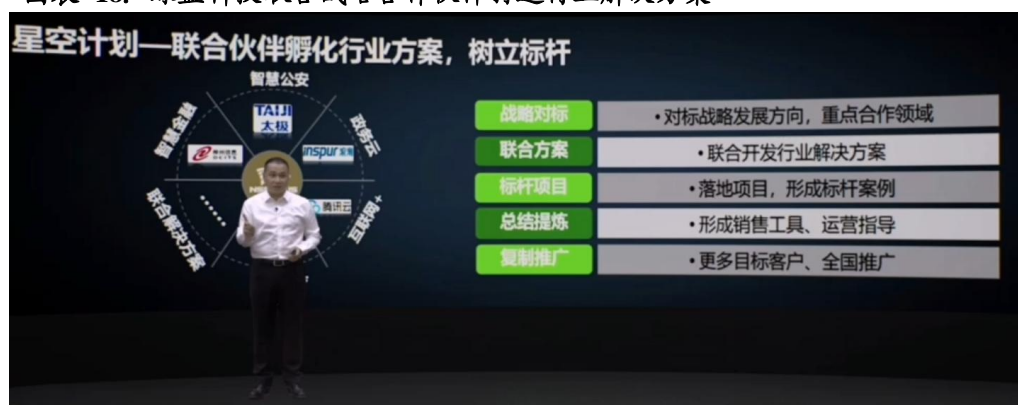 星空计划—联合伙伴孵化行业方案，树立标杆
智慧公安
智慧金融
TAIJI
太极
政务云
inspur
腾讯云
互联网+
联合解决方案
......
战略对标
•对标战略发展方向，重点合作领域
联合方案
•联合开发行业解决方案
标杆项目
•落地项目，形成标杆案例
总结提炼
•形成销售工具、运营指导
复制推广
•更多目标客户、全国推广